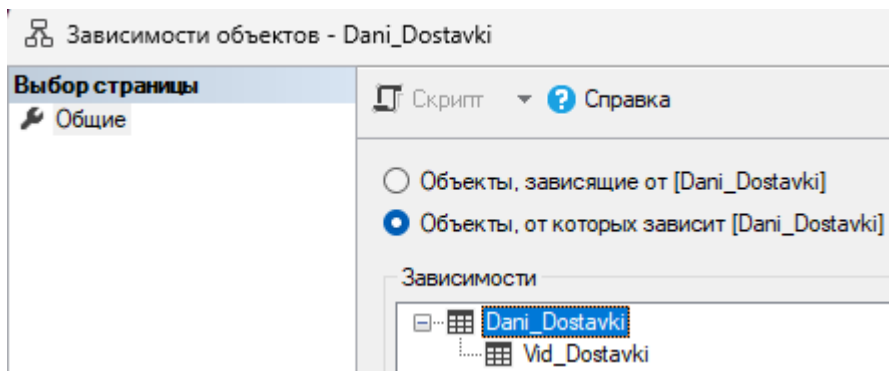 Зависимости объектов - Dani_Dostavki
Выбор страницы
Общие
Скрипт
Справка
Объекты, зависящие от [Dani_Dostavki]
Объекты, от которых зависит [Dani_Dostavki]
Зависимости
Dani_Dostavki
Vid_Dostavki